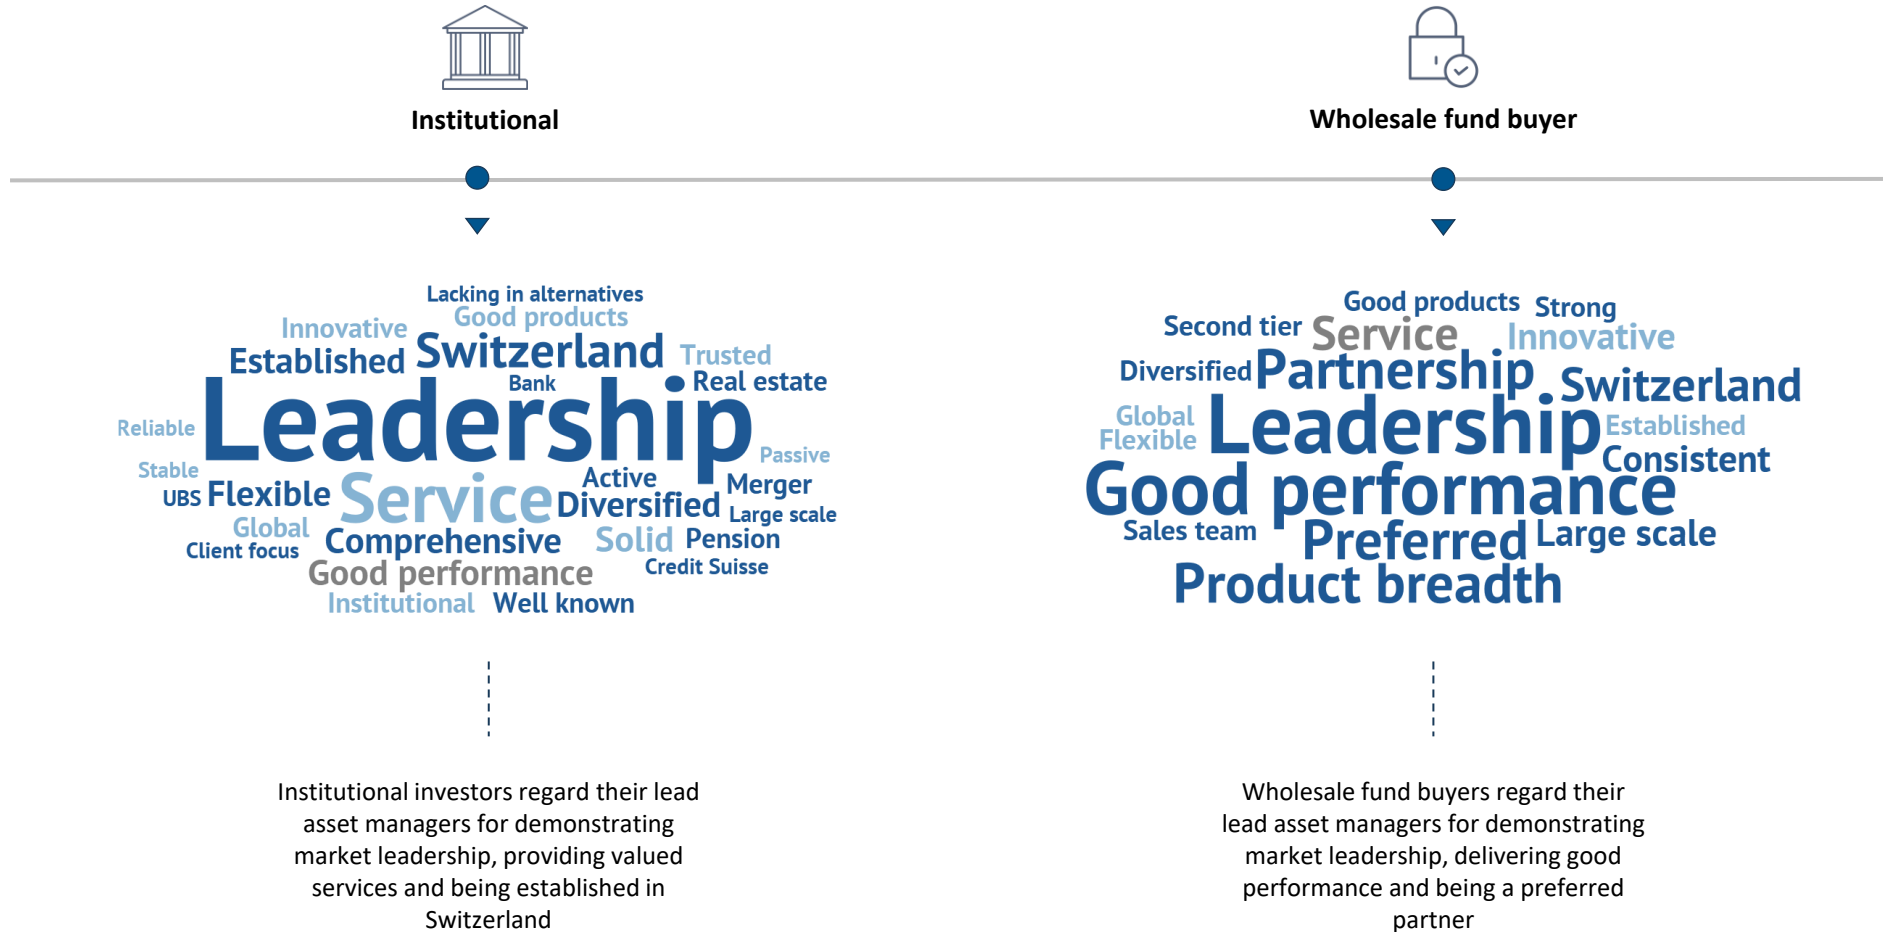 Institutional
Wholesale fund buyer
Lacking in alternatives
Good products
Innovative
Switzerland
Established
Trusted
Bank
Real estate
Leadership
Reliable
Passive
Stable
Active
Merger
UBS
Flexible
Service
Diversified
Large scale
Global
Client focus
Comprehensive
Solid
Pension
Good performance
Credit Suisse
Institutional
Well known
Good products
Strong
Second tier
Service
Innovative
Diversified
Partnership
Switzerland
Global
Flexible
Leadership
Established
Consistent
Good performance
Sales team
Preferred
Large scale
Product breadth
Institutional investors regard their lead
asset managers for demonstrating
market leadership, providing valued
services and being established in
Switzerland
Wholesale fund buyers regard their
lead asset managers for demonstrating
market leadership, delivering good
performance and being a preferred
partner